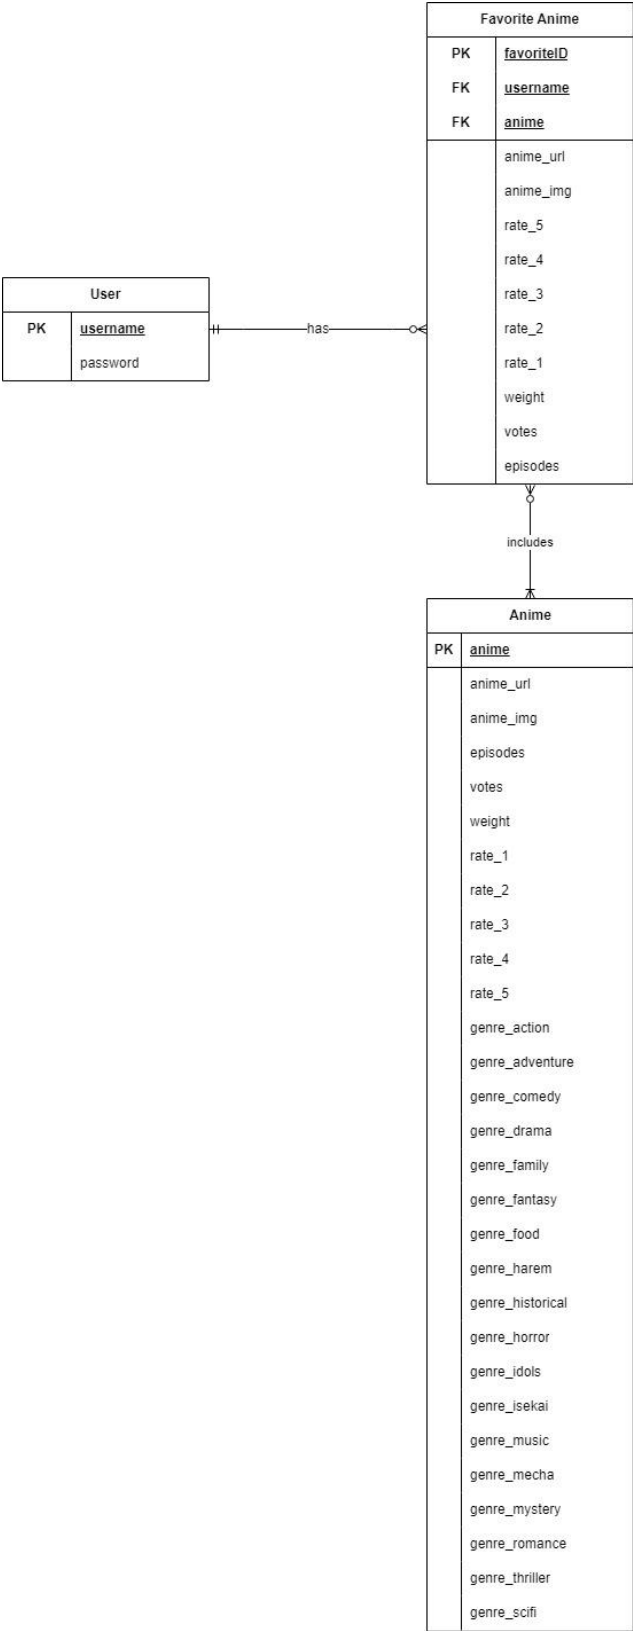 Favorite Anime
PK favoriteID
FK username
FK anime
anime_url
anime_img
rate_5
rate_4
rate_3
rate_2
rate_1
weight
votes
episodes
User
PK username
password
has
includes
Anime
PK anime
anime_url
anime_img
episodes
votes
weight
rate_1
rate_2
rate_3
rate_4
rate_5
genre_action
genre_adventure
genre_comedy
genre_drama
genre_family
genre_fantasy
genre_food
genre_harem
genre_historical
genre_horror
genre_idols
genre_isekai
genre_music
genre_mecha
genre_mystery
genre_romance
genre_thriller
genre_scifi